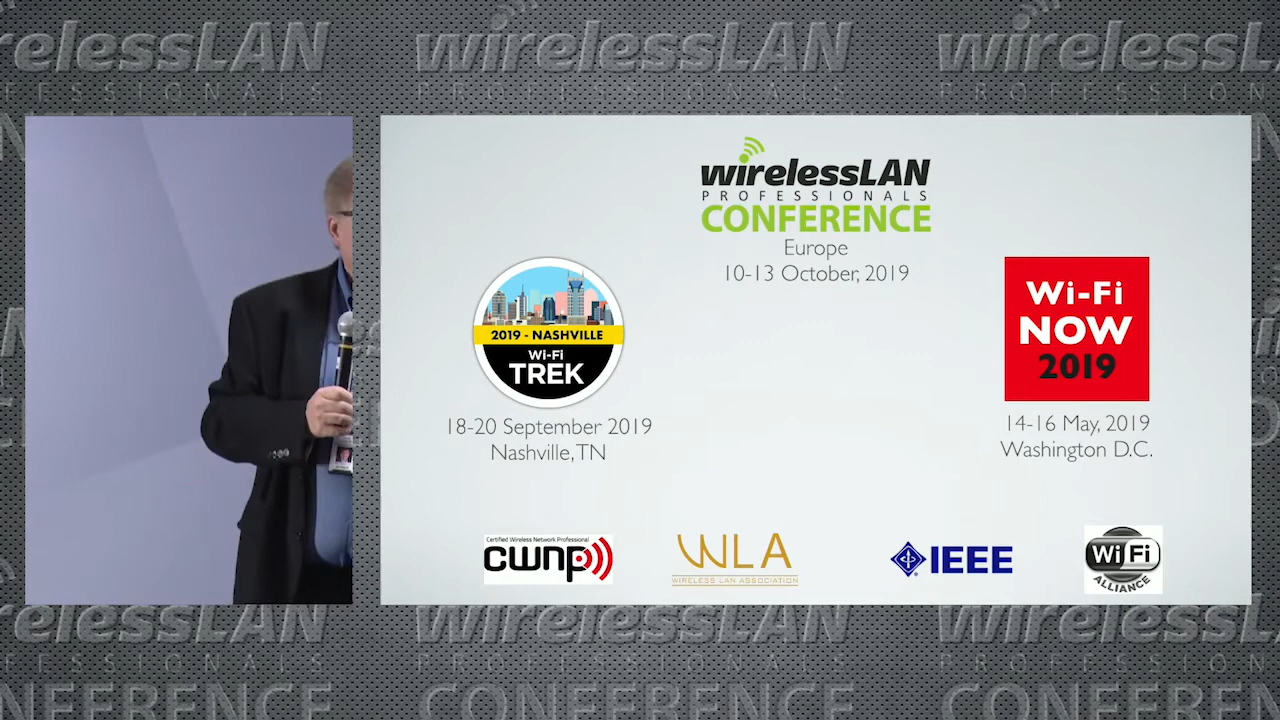 wirelessLAN
PROFESSIONALS
CONFERENCE
Europe
10-13 October, 2019
2019 - NASHVILLE
Wi-Fi
TREK
18-20 September 2019
Nashville, TN
Wi-Fi
NOW
2019
14-16 May, 2019
Washington D.C.
Certified Wireless Network Professional
CWNP
WLA
WIRELESS LAN ASSOCIATION
IEEE
Wi Fi
ALLIANCE
wirelessLAN
PROFESSIONALS
CONFERENCE